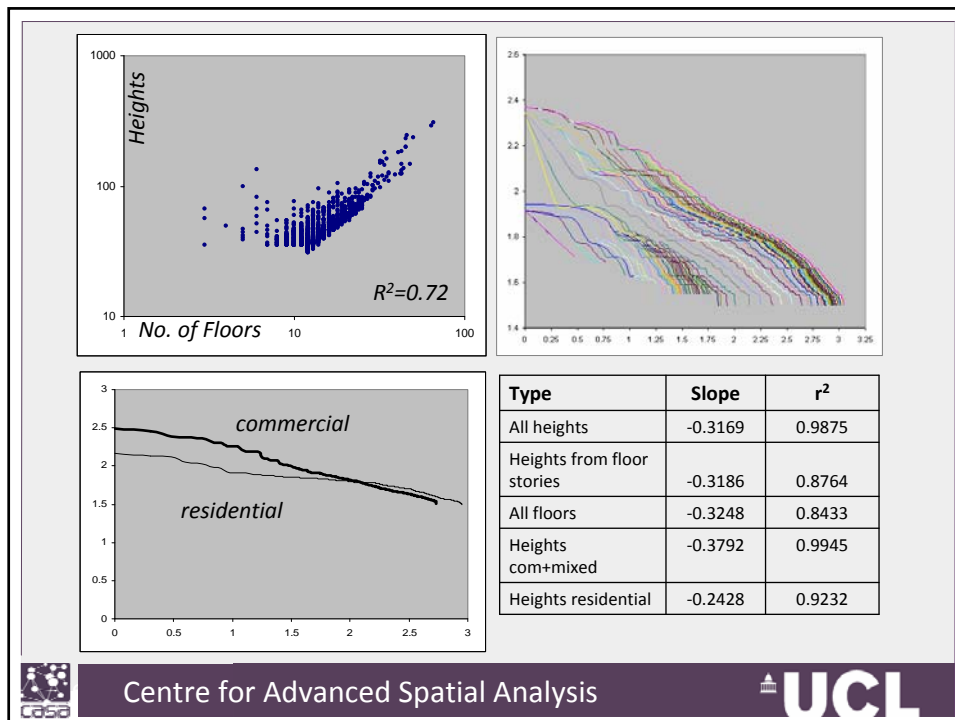 1000
Heights
100
10
R²=0.72
1 No. of Floors 10 100
2.6
2.4
2.2
2
1.8
1.6
1.4
0 0.25 0.5 0.75 1 1.25 1.5 1.75 2 2.25 2.5 2.75 3 3.25
3
2.5
2
1.5
1
0.5
0
commercial
residential
0 0.5 1 1.5 2 2.5 3
Type Slope r²
All heights -0.3169 0.9875
Heights from floor
stories -0.3186 0.8764
All floors -0.3248 0.8433
Heights -0.3792 0.9945
com+mixed
Heights residential -0.2428 0.9232
casa
Centre for Advanced Spatial Analysis
UCL